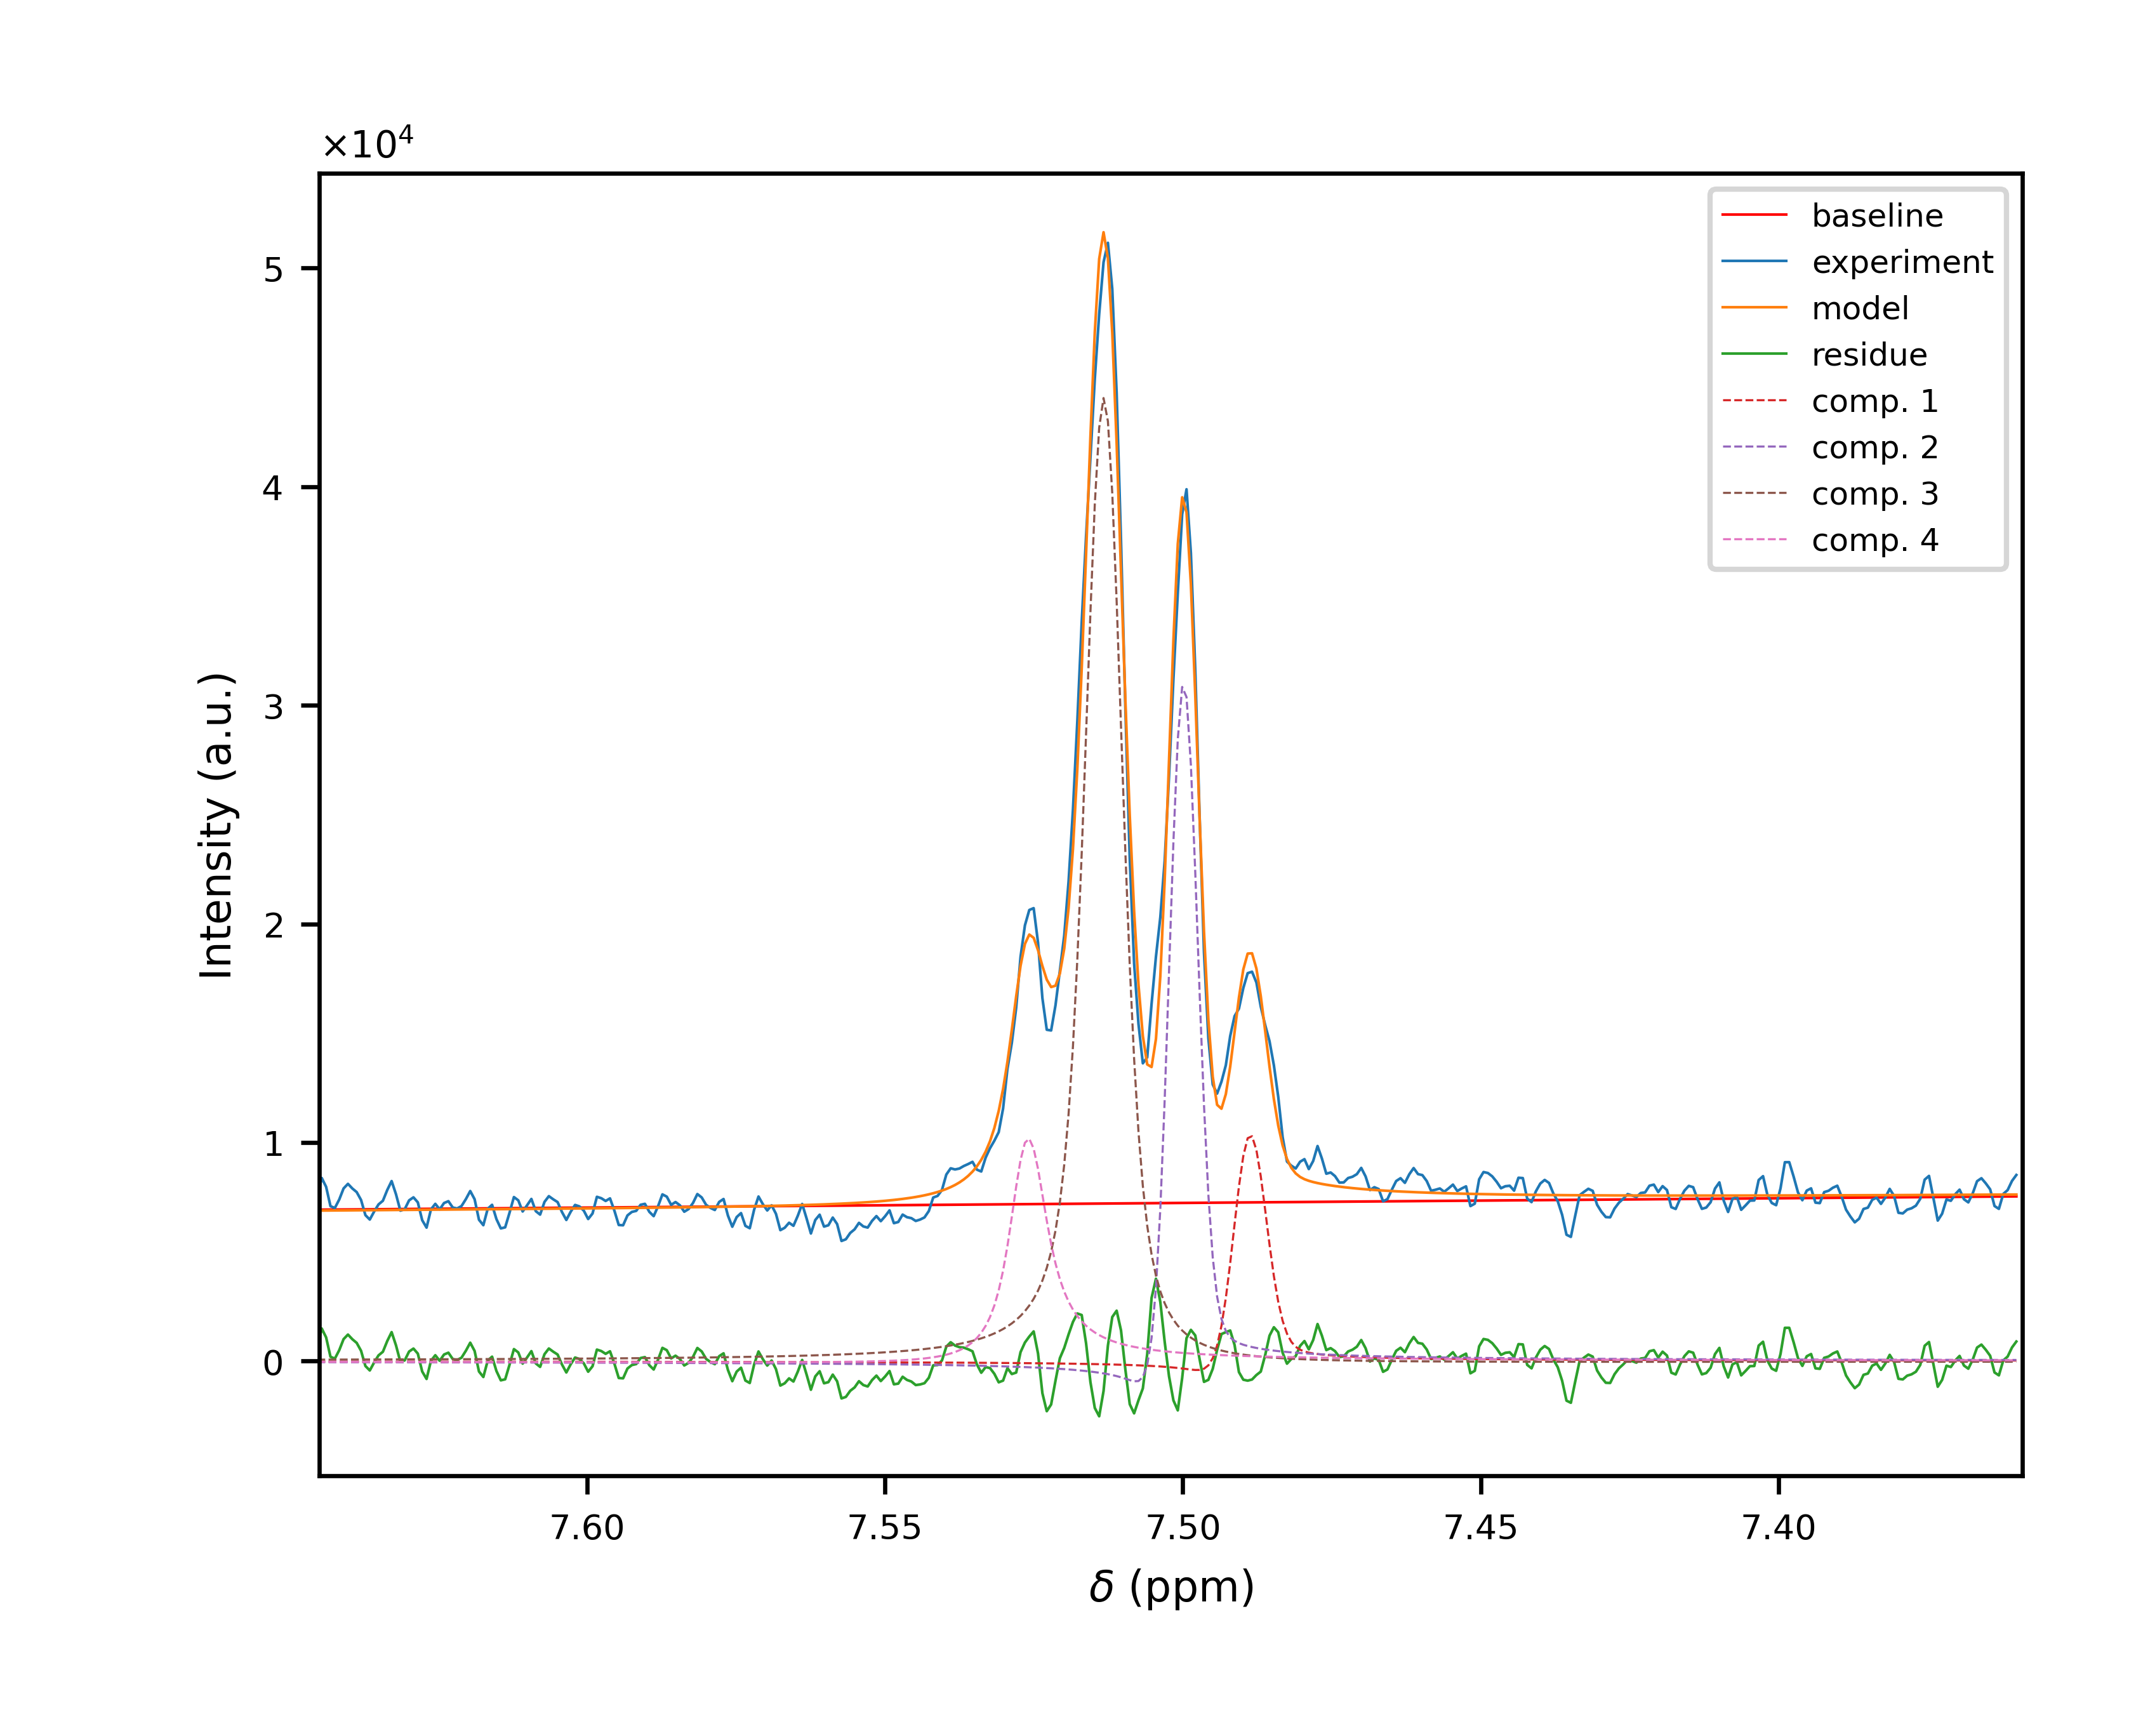 ×10⁴
Intensity (a.u.)
5
4
3
2
1
0
baseline
experiment
model
residue
comp. 1
comp. 2
comp. 3
comp. 4
7.60 7.55 7.50 7.45 7.40
δ (ppm)